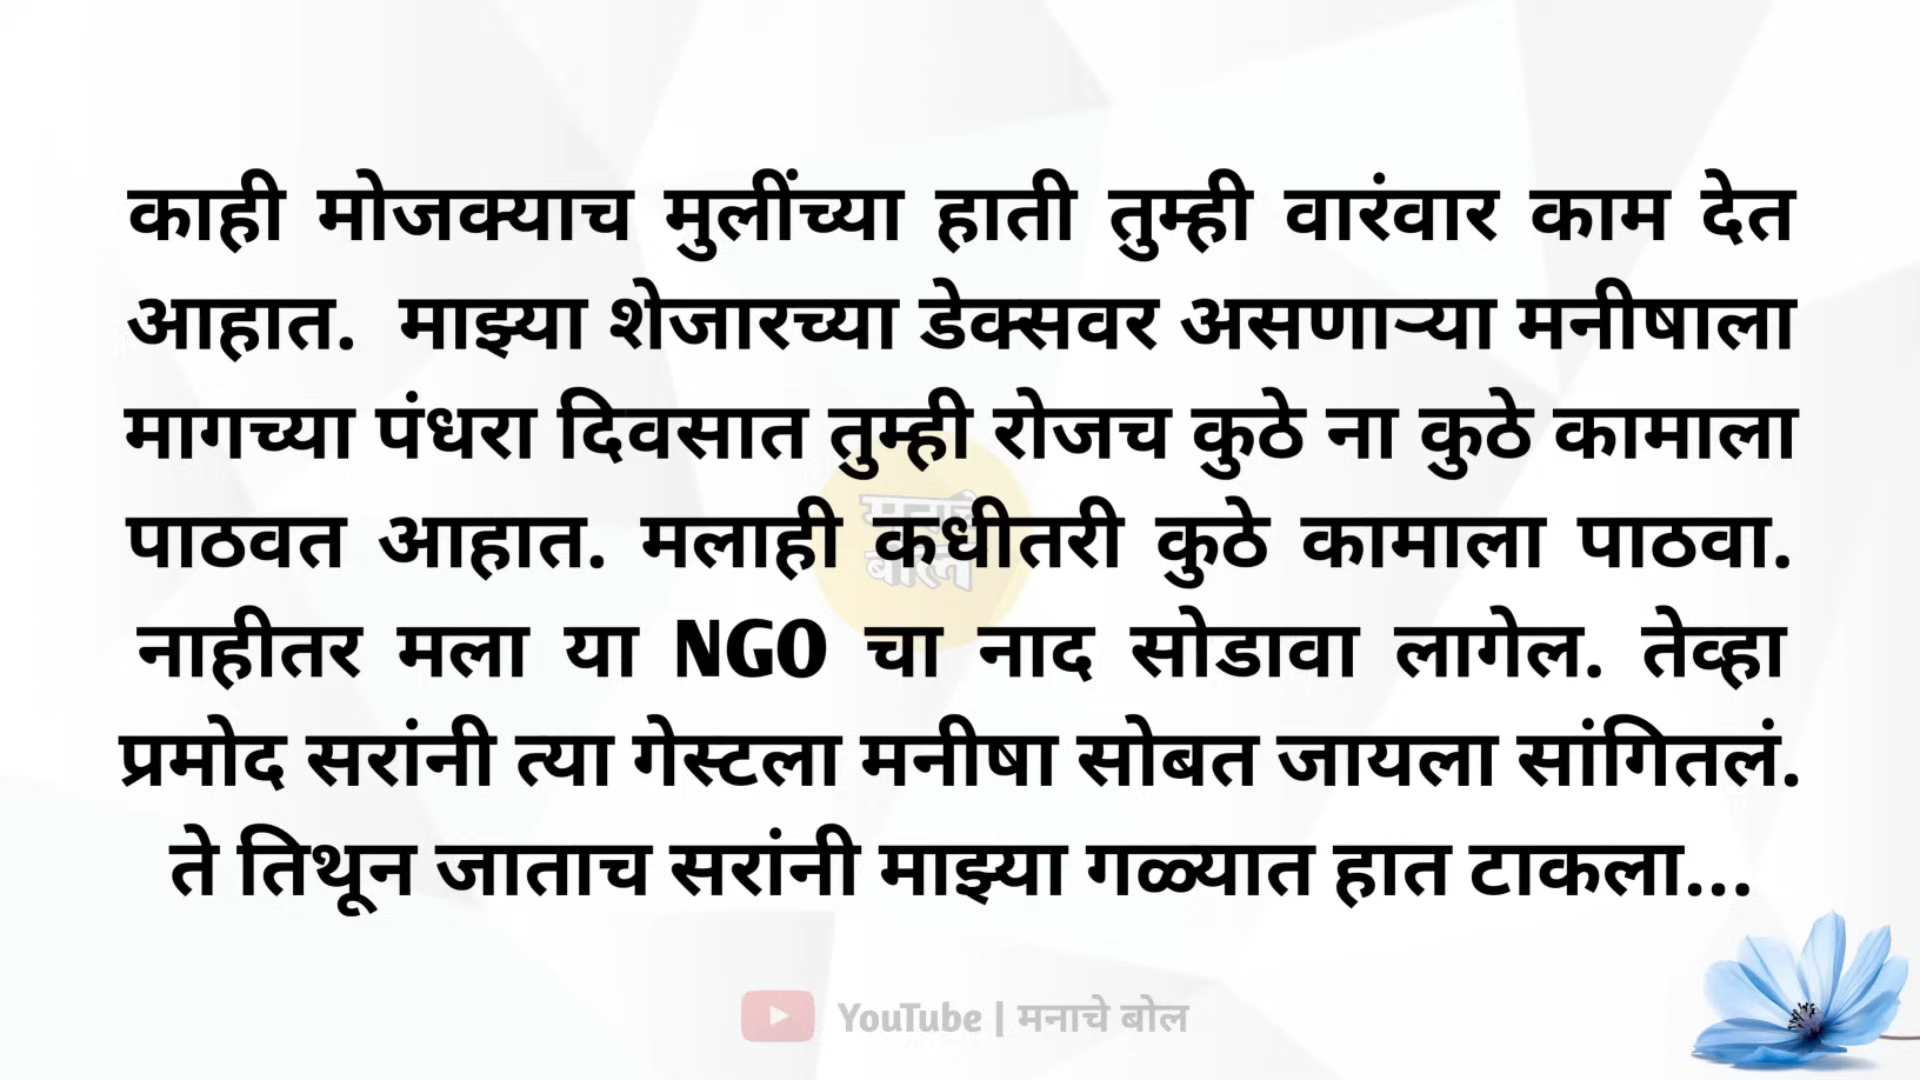 काही मोजक्याच मुलींच्या हाती तुम्ही वारंवार काम देत
आहात. माझ्या शेजारच्या डेक्सवर असणाऱ्या मनीषाला
मागच्या पंधरा दिवसात तुम्ही रोजच कुठे ना कुठे कामाला
पाठवत आहात. मलाही कधीतरी कुठे कामाला पाठवा.
नाहीतर मला या NGO चा नाद सोडावा लागेल. तेव्हा
प्रमोद सरांनी त्या गेस्टला मनीषा सोबत जायला सांगितलं.
ते तिथून जाताच सरांनी माझ्या गळ्यात हात टाकला...
मनाचे
बोल
YouTube | मनाचे बोल